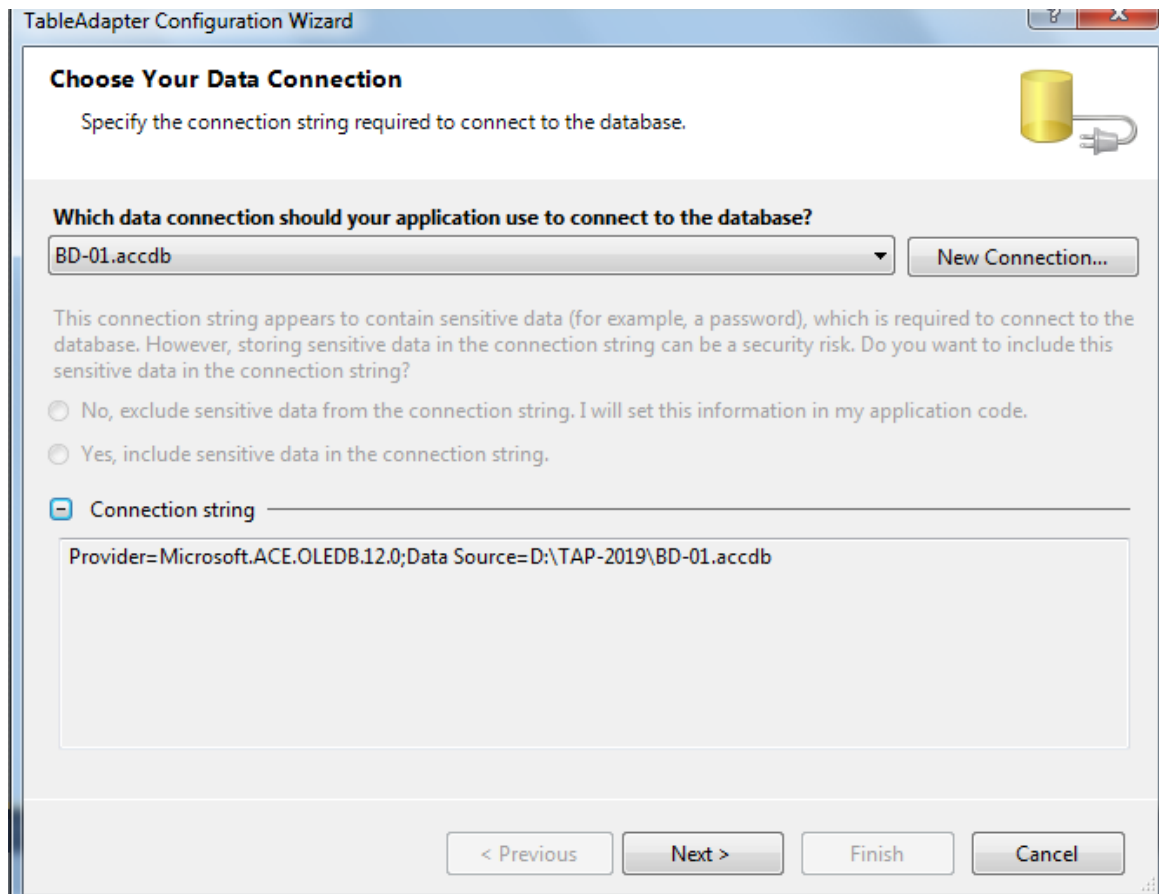 TableAdapter Configuration Wizard
Choose Your Data Connection
Specify the connection string required to connect to the database.
Which data connection should your application use to connect to the database?
BD-01.accdb
New Connection...
This connection string appears to contain sensitive data (for example, a password), which is required to connect to the
database. However, storing sensitive data in the connection string can be a security risk. Do you want to include this
sensitive data in the connection string?
No, exclude sensitive data from the connection string. I will set this information in my application code.
Yes, include sensitive data in the connection string.
Connection string
Provider=Microsoft.ACE.OLEDB.12.0;Data Source=D:\TAP-2019\BD-01.accdb
< Previous
Next >
Finish
Cancel